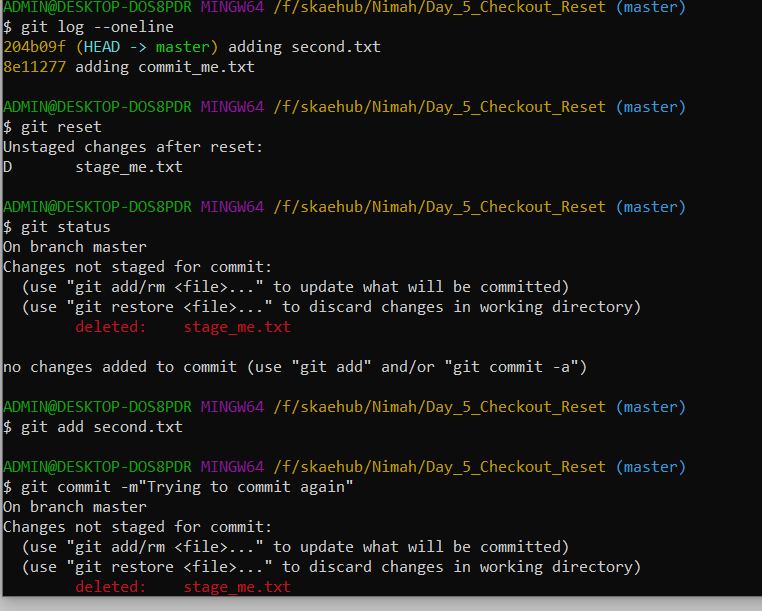 ADMIN@DESKTOP-DOS8PDR MINGW64 /f/skaehub/Nimah/Day_5_Checkout_Reset (master)
$ git log --oneline
204b09f (HEAD -> master) adding second.txt
8e11277 adding commit_me.txt
ADMIN@DESKTOP-DOS8PDR MINGW64 /f/skaehub/Nimah/Day_5_Checkout_Reset (master)
$ git reset
Unstaged changes after reset:
D       stage_me.txt
ADMIN@DESKTOP-DOS8PDR MINGW64 /f/skaehub/Nimah/Day_5_Checkout_Reset (master)
$ git status
On branch master
Changes not staged for commit:
  (use "git add/rm <file>..." to update what will be committed)
  (use "git restore <file>..." to discard changes in working directory)
        deleted:    stage_me.txt
no changes added to commit (use "git add" and/or "git commit -a")
ADMIN@DESKTOP-DOS8PDR MINGW64 /f/skaehub/Nimah/Day_5_Checkout_Reset (master)
$ git add second.txt
ADMIN@DESKTOP-DOS8PDR MINGW64 /f/skaehub/Nimah/Day_5_Checkout_Reset (master)
$ git commit -m"Trying to commit again"
On branch master
Changes not staged for commit:
  (use "git add/rm <file>..." to update what will be committed)
  (use "git restore <file>..." to discard changes in working directory)
        deleted:    stage_me.txt